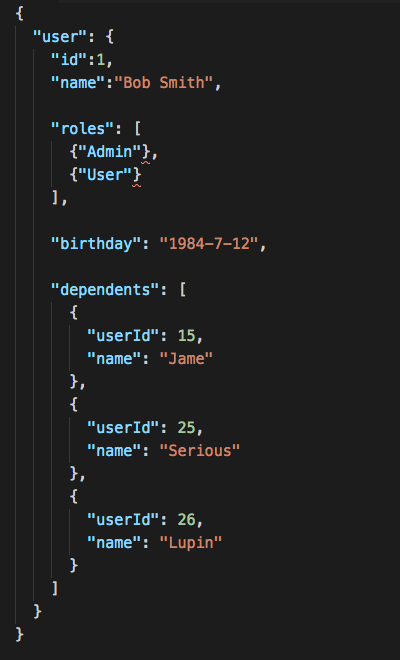 {
  "user": {
    "id":1,
    "name":"Bob Smith",

    "roles": [
      {"Admin"},
      {"User"}
    ],

    "birthday": "1984-7-12",

    "dependents": [
      {
        "userId": 15,
        "name": "Jame"
      },
      {
        "userId": 25,
        "name": "Serious"
      },
      {
        "userId": 26,
        "name": "Lupin"
      }
    ]
  }
}